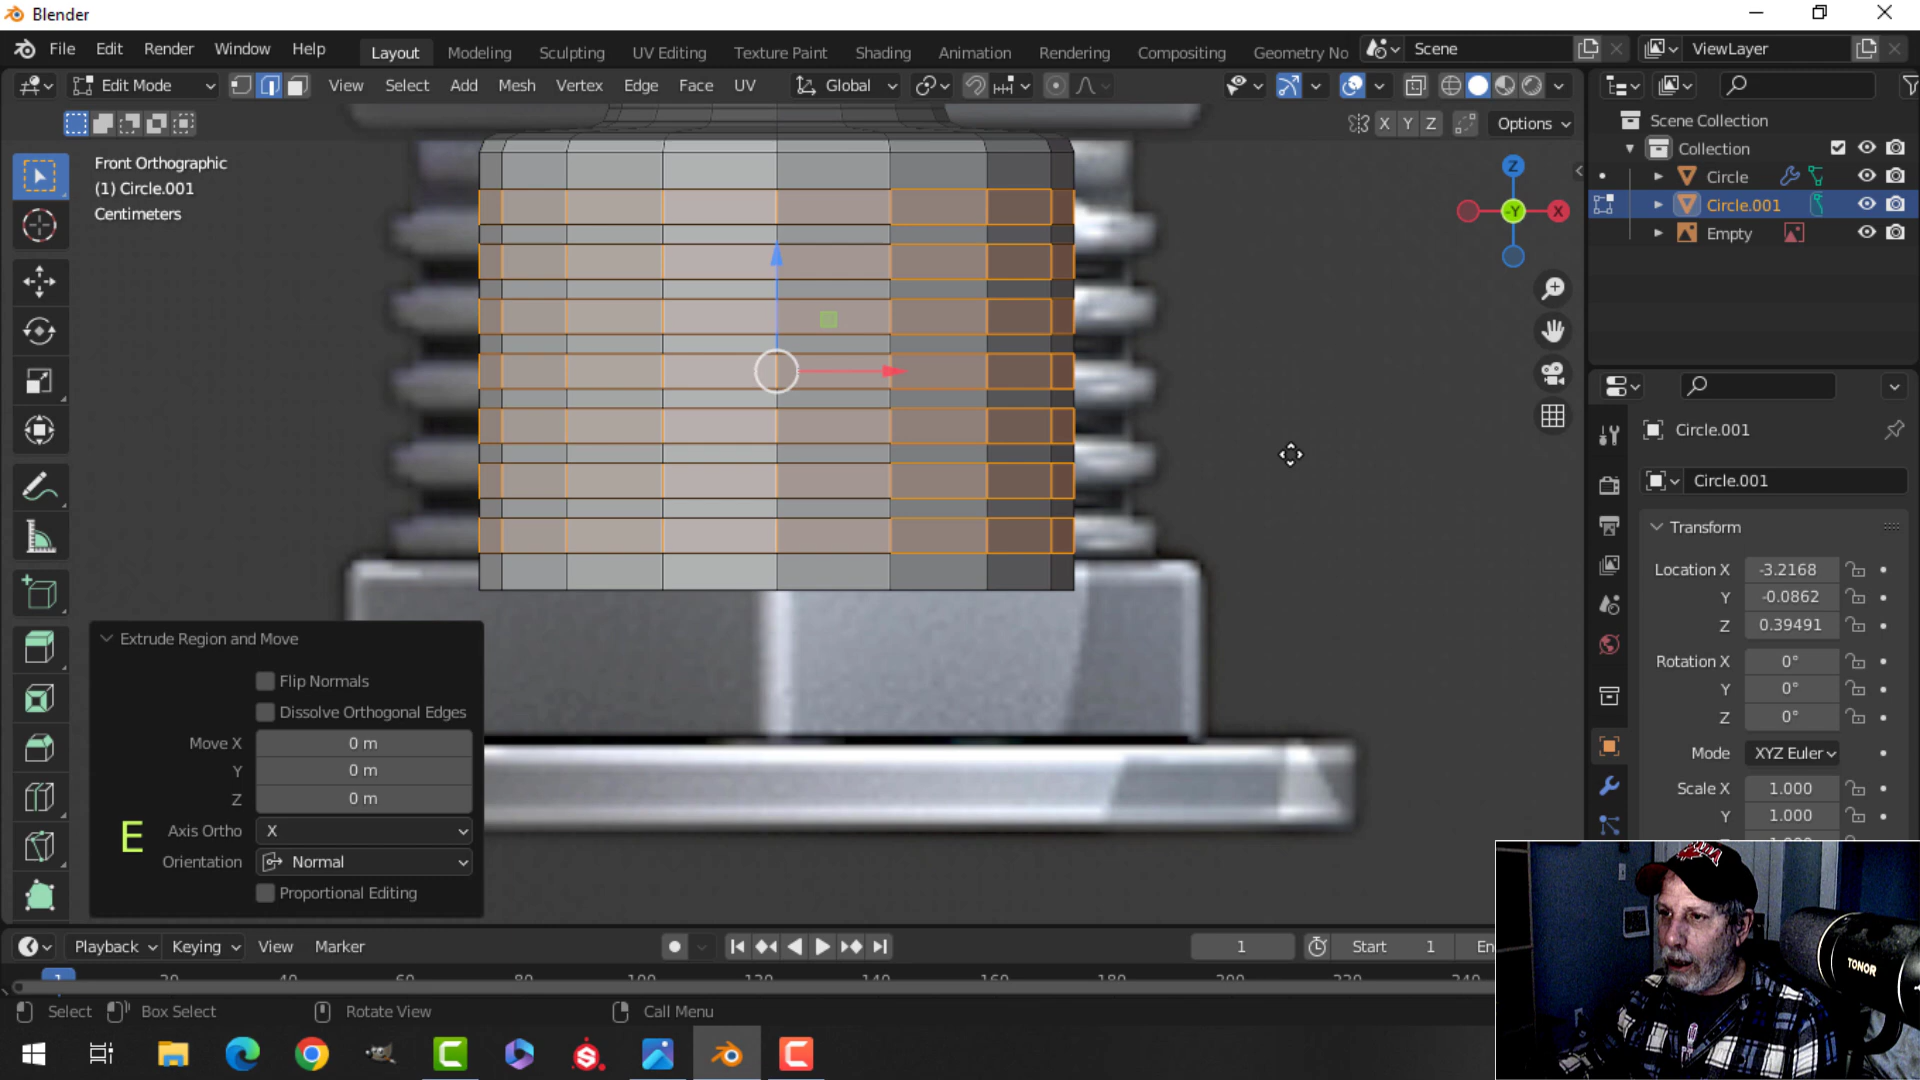 Blender
File Edit Render Window Help Layout Modeling Sculpting UV Editing Texture Paint Shading Animation Rendering Compositing Geometry No Scene ViewLayer
Edit Mode View Select Add Mesh Vertex Edge Face UV Global
X Y Z Options
Front Orthographic
(1) Circle.001
Centimeters
Z
-Y
X
Scene Collection
Collection
Circle
Circle.001
Empty
Circle.001
Circle.001
Transform
Location X -3.2168
Y -0.0862
Z 0.39491
Rotation X 0°
Y 0°
Z 0°
Mode XYZ Euler
Scale X 1.000
Y 1.000
Extrude Region and Move
Flip Normals
Dissolve Orthogonal Edges
Move X 0 m
Y 0 m
Z 0 m
Axis Ortho X
Orientation Normal
Proportional Editing
E
Playback Keying View Marker 1 Start 1 En
1
Select Box Select Rotate View Call Menu
TONOR